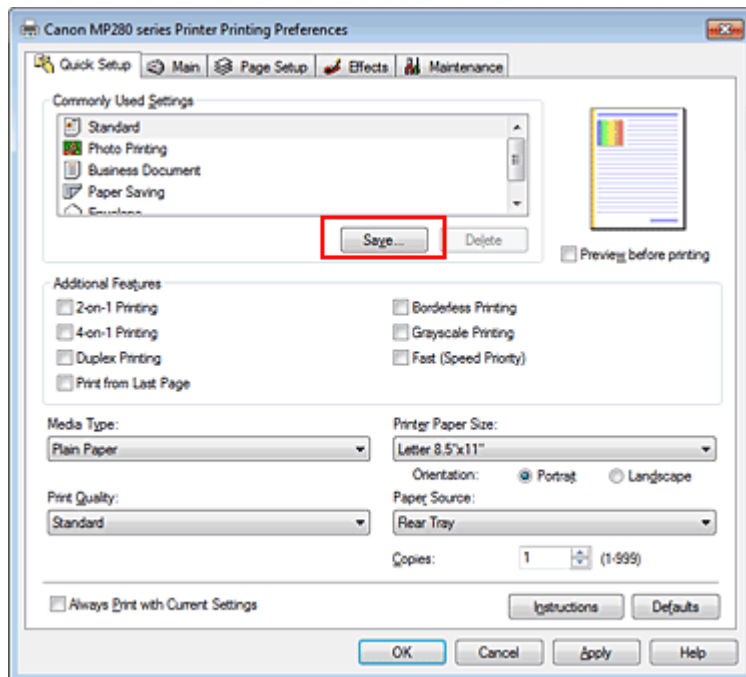 Canon MP280 series Printer Printing Preferences
Quick Setup Main Page Setup Effects Maintenance
Commonly Used Settings
Standard
Photo Printing
Business Document
Paper Saving
Envelope
Save... Delete
Preview before printing
Additional Features
2-on-1 Printing Borderless Printing
4-on-1 Printing Grayscale Printing
Duplex Printing Fast (Speed Priority)
Print from Last Page
Media Type: Printer Paper Size:
Plain Paper Letter 8.5"x11"
Orientation: Portrait Landscape
Print Quality: Paper Source:
Standard Rear Tray
Copies: 1 (1-999)
Always Print with Current Settings Instructions Defaults
OK Cancel Apply Help